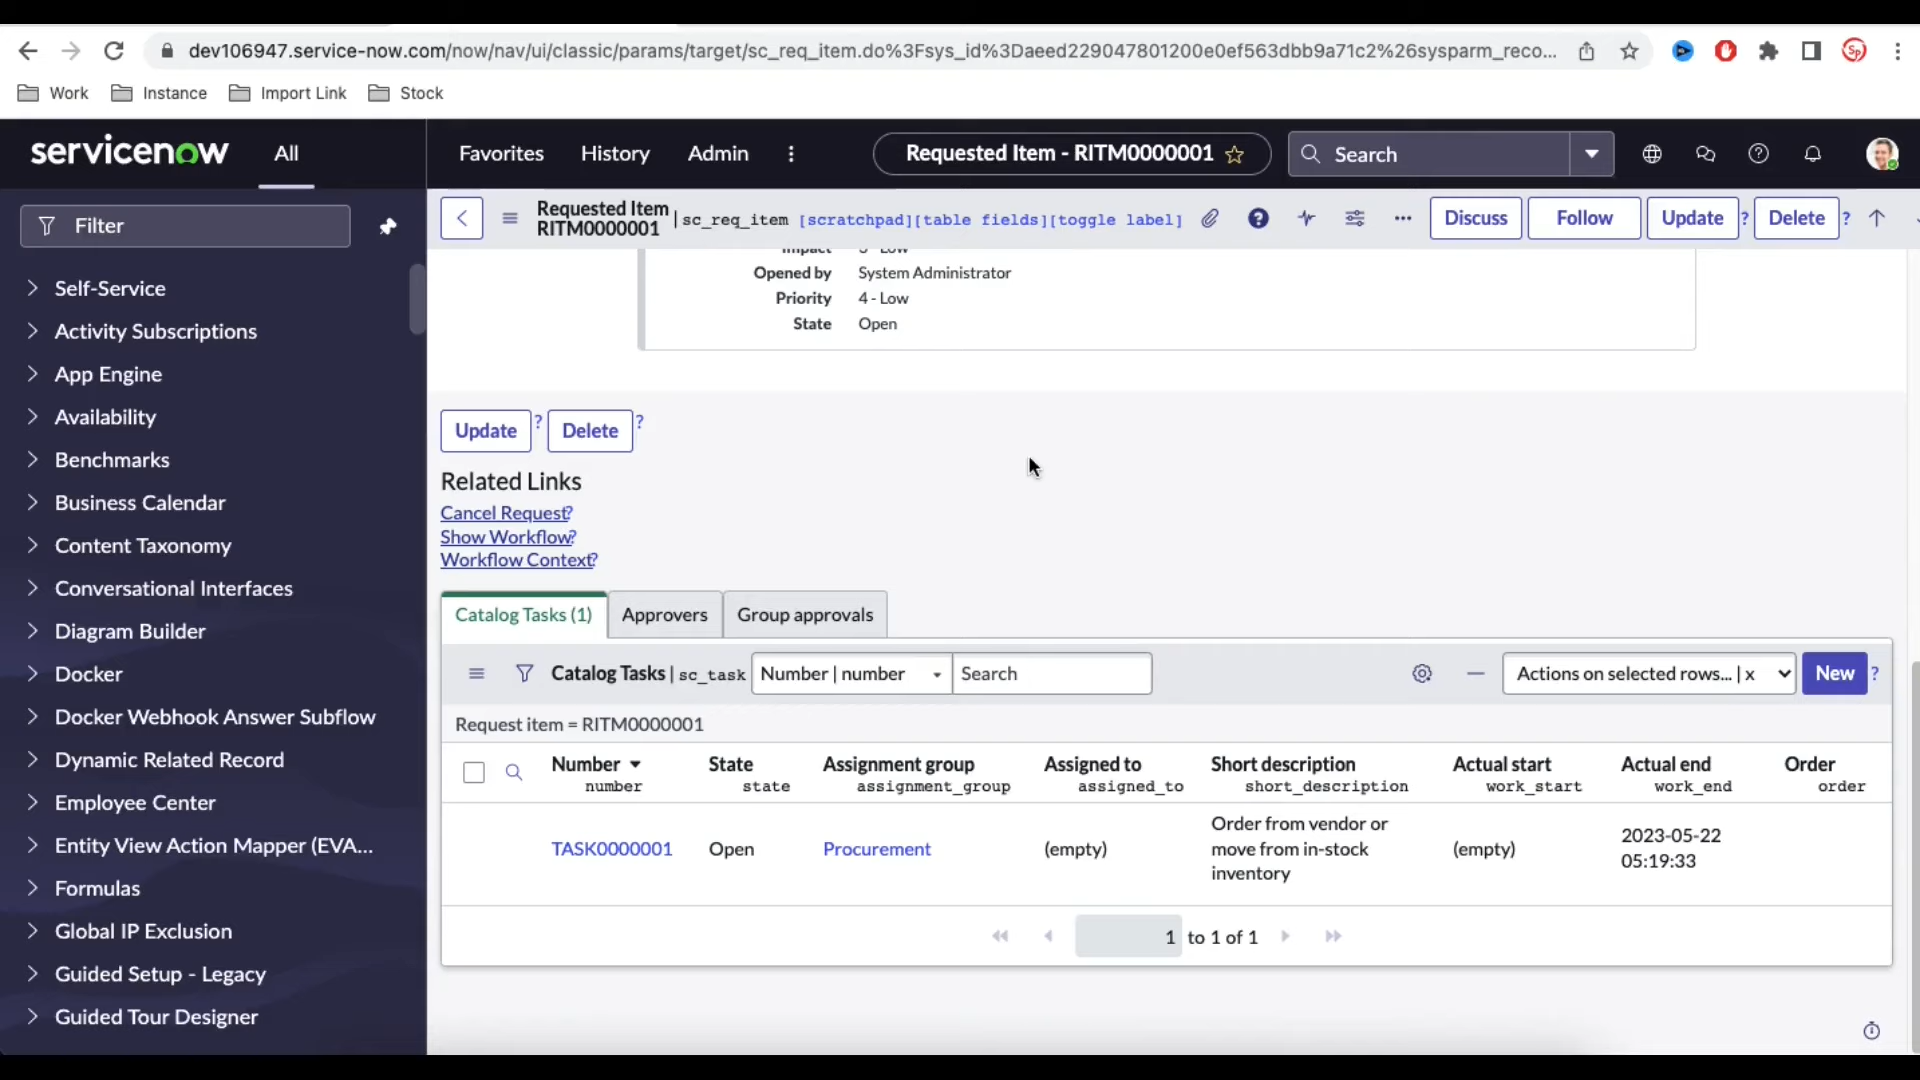 dev106947.service-now.com/now/nav/ui/classic/params/target/sc_req_item.do%3Fsys_id%3Daeed229047801200e0ef563dbb9a71c2%26sysparm_reco...
Work Instance Import Link Stock
servicenow All Favorites History Admin Requested Item - RITM0000001 Search
Filter
Requested Item
RITM0000001
| sc_req_item [scratchpad][table fields][toggle label] Discuss Follow Update ? Delete ?
Self-Service
Activity Subscriptions
App Engine
Availability
Benchmarks
Business Calendar
Content Taxonomy
Conversational Interfaces
Diagram Builder
Docker
Docker Webhook Answer Subflow
Dynamic Related Record
Employee Center
Entity View Action Mapper (EVA...
Formulas
Global IP Exclusion
Guided Setup - Legacy
Guided Tour Designer
Impact 3 - Low
Opened by System Administrator
Priority 4 - Low
State Open
Update ? Delete ?
Related Links
Cancel Request?
Show Workflow?
Workflow Context?
Catalog Tasks (1) Approvers Group approvals
Catalog Tasks | sc_task Number | number Search Actions on selected rows... | x New ?
Request item = RITM0000001
Number State Assignment group Assigned to Short description Actual start Actual end Order
number state assignment_group assigned_to short_description work_start work_end order
TASK0000001 Open Procurement (empty) Order from vendor or move from in-stock inventory (empty) 2023-05-22 05:19:33
1 to 1 of 1